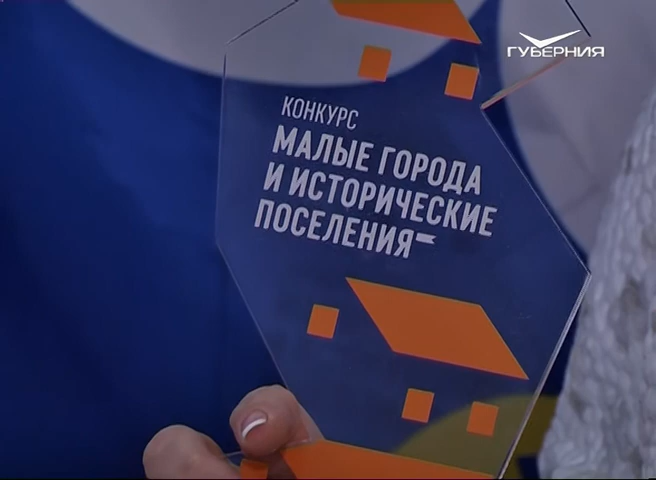 ГУБЕРНИЯ
КОНКУРС
МАЛЫЕ ГОРОДА
И ИСТОРИЧЕСКИЕ
ПОСЕЛЕНИЯ